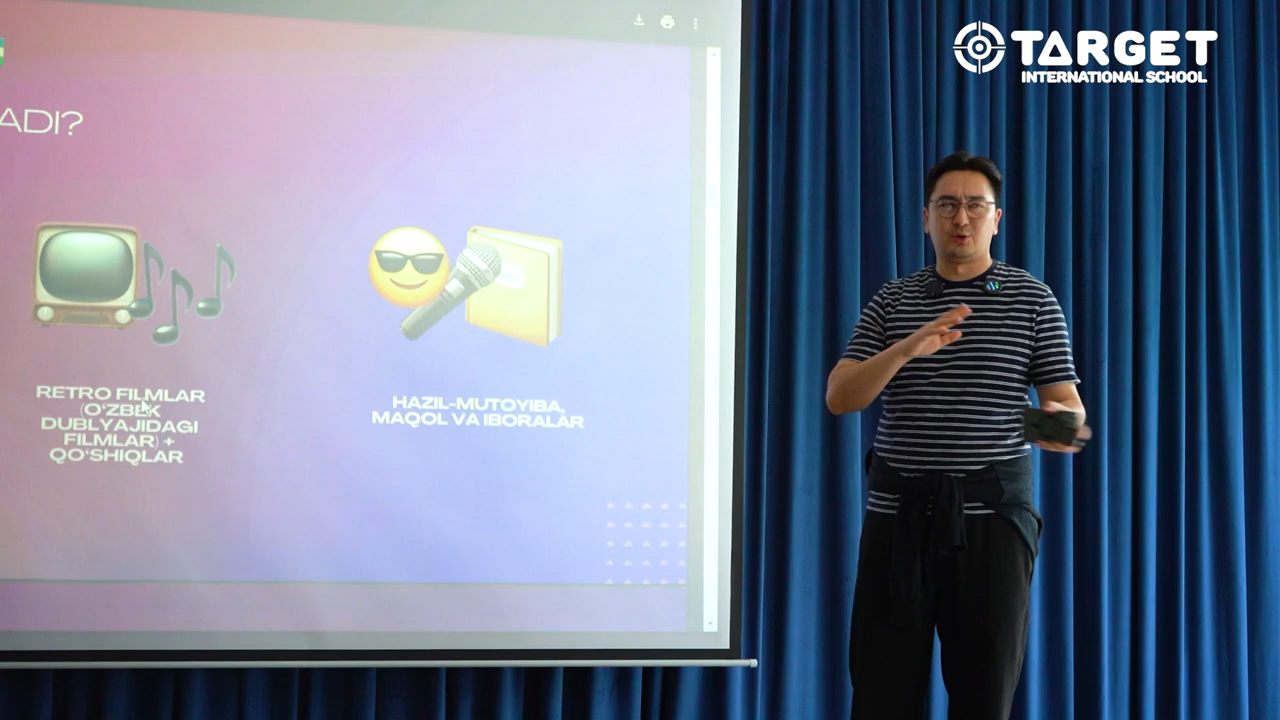 TARGET
INTERNATIONAL SCHOOL
ADI?
RETRO FILMLAR
(O‘ZBEK
DUBLYAJIDAGI
FILMLAR) +
QO‘SHIQLAR
HAZIL-MUTOYIBA,
MAQOL VA IBORALAR